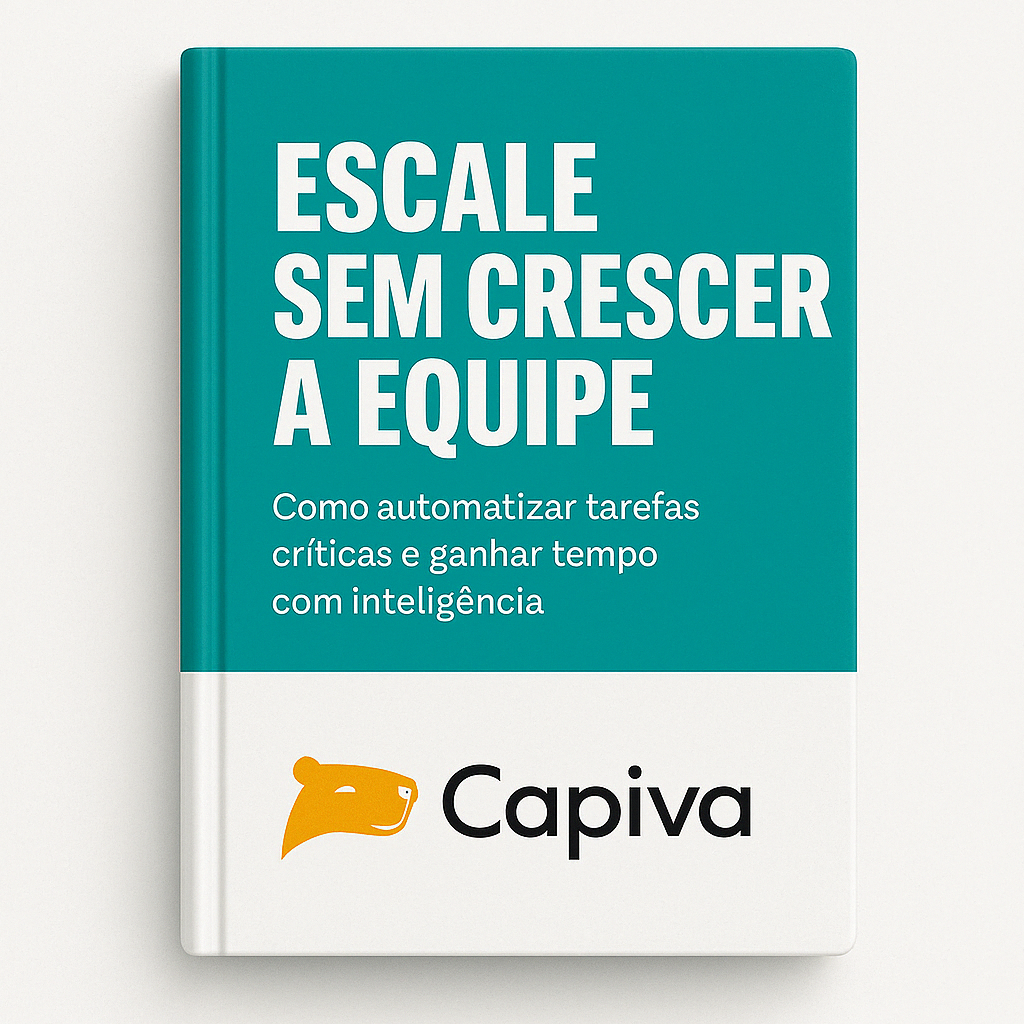 ESCALE
SEM CRESCER
A EQUIPE
Como automatizar tarefas
críticas e ganhar tempo
com inteligência
Capiva